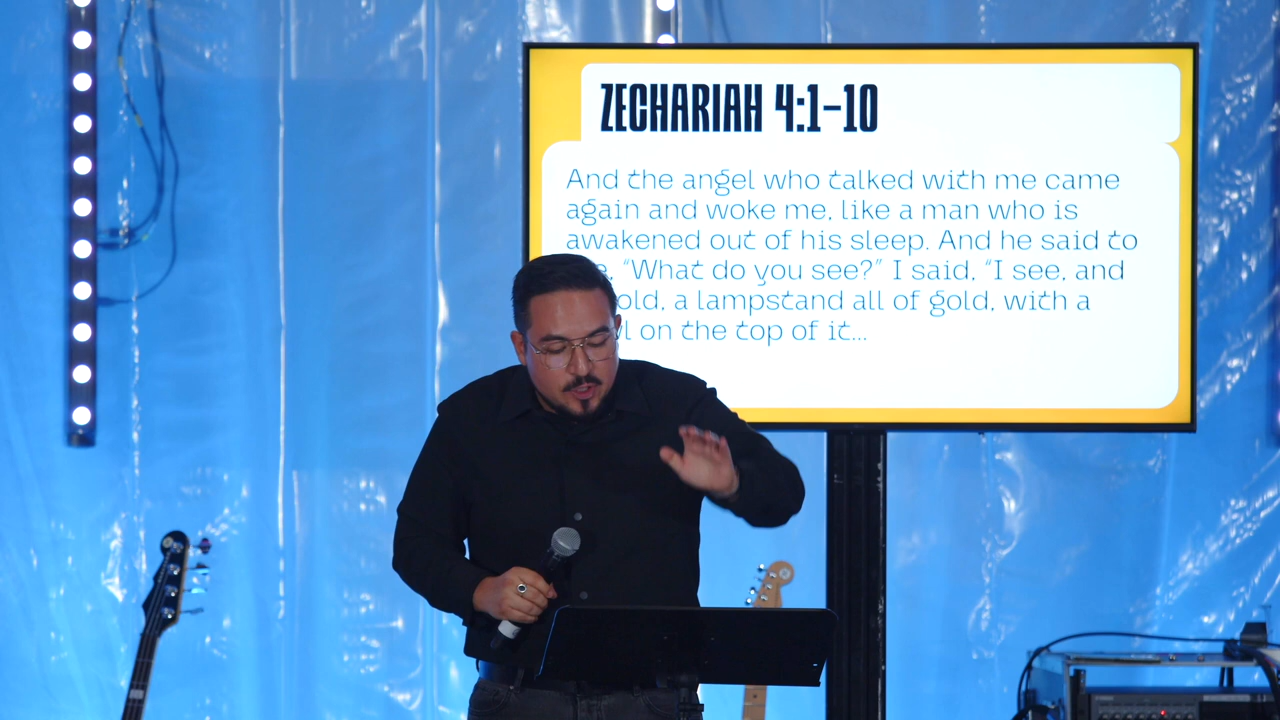 ZECHARIAH 4:1–10
And the angel who talked with me came
again and woke me, like a man who is
awakened out of his sleep. And he said to
"What do you see?" I said, "I see, and
a lampstand all of gold, with a
on the top of it...